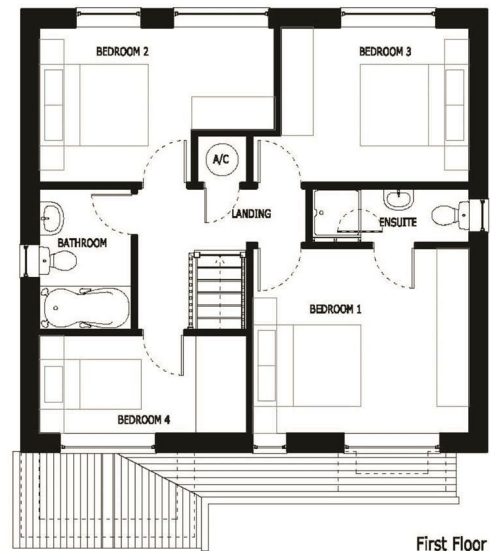 BEDROOM 2
BEDROOM 3
A/C
LANDING
ENSUITE
BATHROOM
BEDROOM 1
BEDROOM 4
First Floor